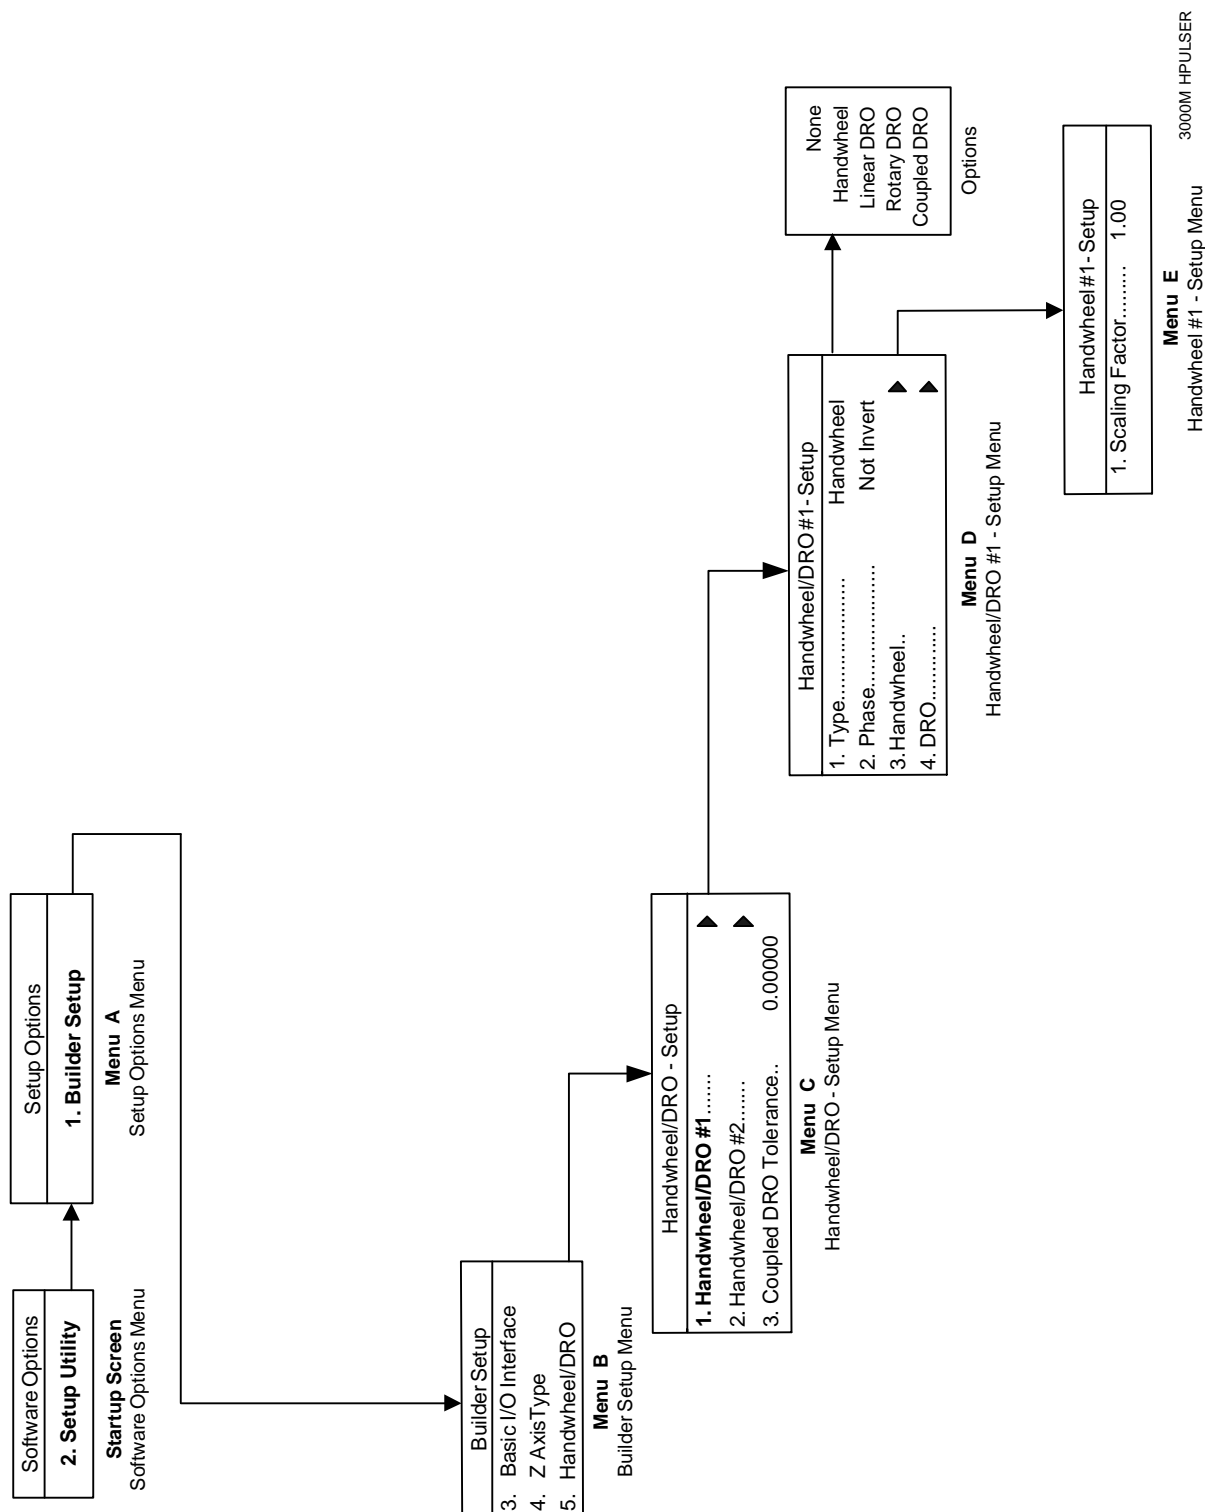 Software Options
2. Setup Utility
Startup Screen
Software Options Menu
Setup Options
1. Builder Setup
Menu A
Setup Options Menu
Builder Setup
3. Basic I/O Interface
4. Z Axis Type
5. Handwheel/DRO
Menu B
Builder Setup Menu
Handwheel/DRO - Setup
1. Handwheel/DRO #1.......
2. Handwheel/DRO #2.......
3. Coupled DRO Tolerance.. 0.00000
Menu C
Handwheel/DRO - Setup Menu
Handwheel/DRO #1- Setup
1. Type..................... Handwheel
2. Phase..................... Not Invert
3.Handwheel..
4. DRO.............
Menu D
Handwheel/DRO #1 - Setup Menu
None
Handwheel
Linear DRO
Rotary DRO
Coupled DRO
Options
Handwheel #1- Setup
1. Scaling Factor......... 1.00
Menu E
Handwheel #1 - Setup Menu
3000M HPULSER